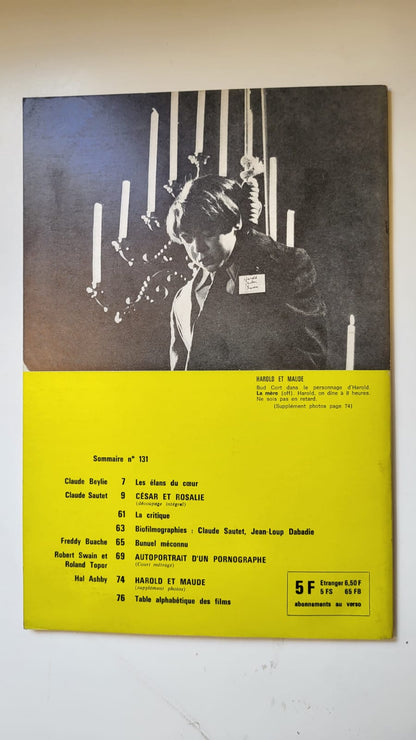 HAROLD ET MAUDE
Bud Cort dans le personnage d'Harold.
La mère (off). Harold, on dîne à 8 heures.
Ne sois pas en retard.
(Supplément photos page 74)
Sommaire n° 131
Claude Beylie 7 Les élans du cœur
Claude Sautet 9 CÉSAR ET ROSALIE
(découpage intégral)
61 La critique
63 Biofilmographies : Claude Sautet, Jean-Loup Dabadie
Freddy Buache 65 Bunuel méconnu
Robert Swain et
Roland Topor 69 AUTOPORTRAIT D'UN PORNOGRAPHE
(Court métrage)
Hal Ashby 74 HAROLD ET MAUDE
(supplément photos)
76 Table alphabétique des films
5 F Etranger 6,50 F
5 FS 65 FB
abonnements au verso